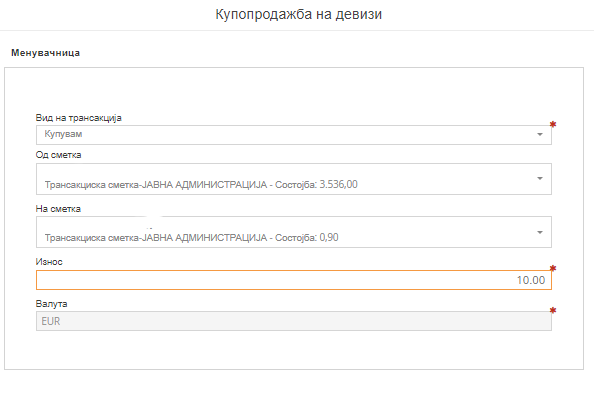 Купопродажба на девизи
Менувачница
Вид на трансакција
Купувам
Од сметка
Трансакциска сметка-ЈАВНА АДМИНИСТРАЦИЈА - Состојба: 3.536,00
На сметка
Трансакциска сметка-ЈАВНА АДМИНИСТРАЦИЈА - Состојба: 0,90
Износ
10.00
Валута
EUR